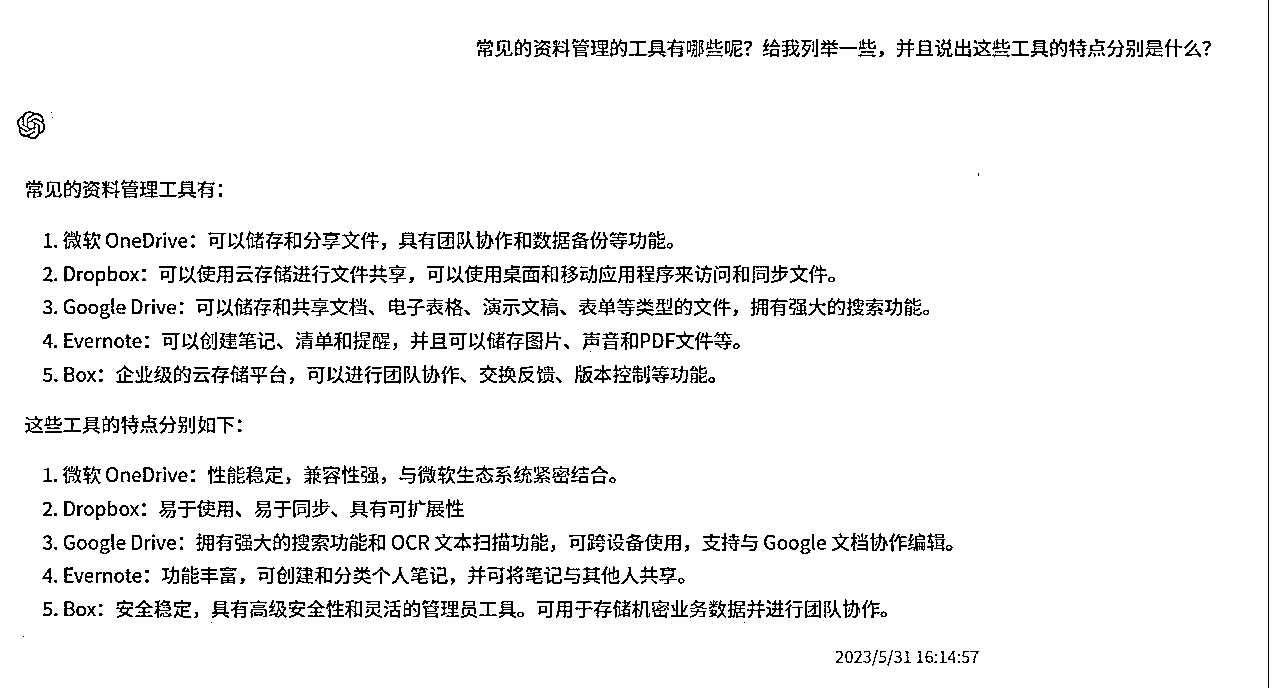 常见的资料管理的工具有哪些呢？给我列举一些，并且说出这些工具的特点分别是什么？
常见的资料管理工具有：
1. 微软 OneDrive：可以储存和分享文件，具有团队协作和数据备份等功能。
2. Dropbox：可以使用云存储进行文件共享，可以使用桌面和移动应用程序来访问和同步文件。
3. Google Drive：可以储存和共享文档、电子表格、演示文稿、表单等类型的文件，拥有强大的搜索功能。
4. Evernote：可以创建笔记、清单和提醒，并且可以储存图片、声音和PDF文件等。
5. Box：企业级的云存储平台，可以进行团队协作、交换反馈、版本控制等功能。
这些工具的特点分别如下：
1. 微软 OneDrive：性能稳定，兼容性强，与微软生态系统紧密结合。
2. Dropbox：易于使用、易于同步、具有可扩展性
3. Google Drive：拥有强大的搜索功能和 OCR 文本扫描功能，可跨设备使用，支持与 Google 文档协作编辑。
4. Evernote：功能丰富，可创建和分类个人笔记，并可将笔记与其他人共享。
5. Box：安全稳定，具有高级安全性和灵活的管理员工具。可用于存储机密业务数据并进行团队协作。
2023/5/31 16:14:57